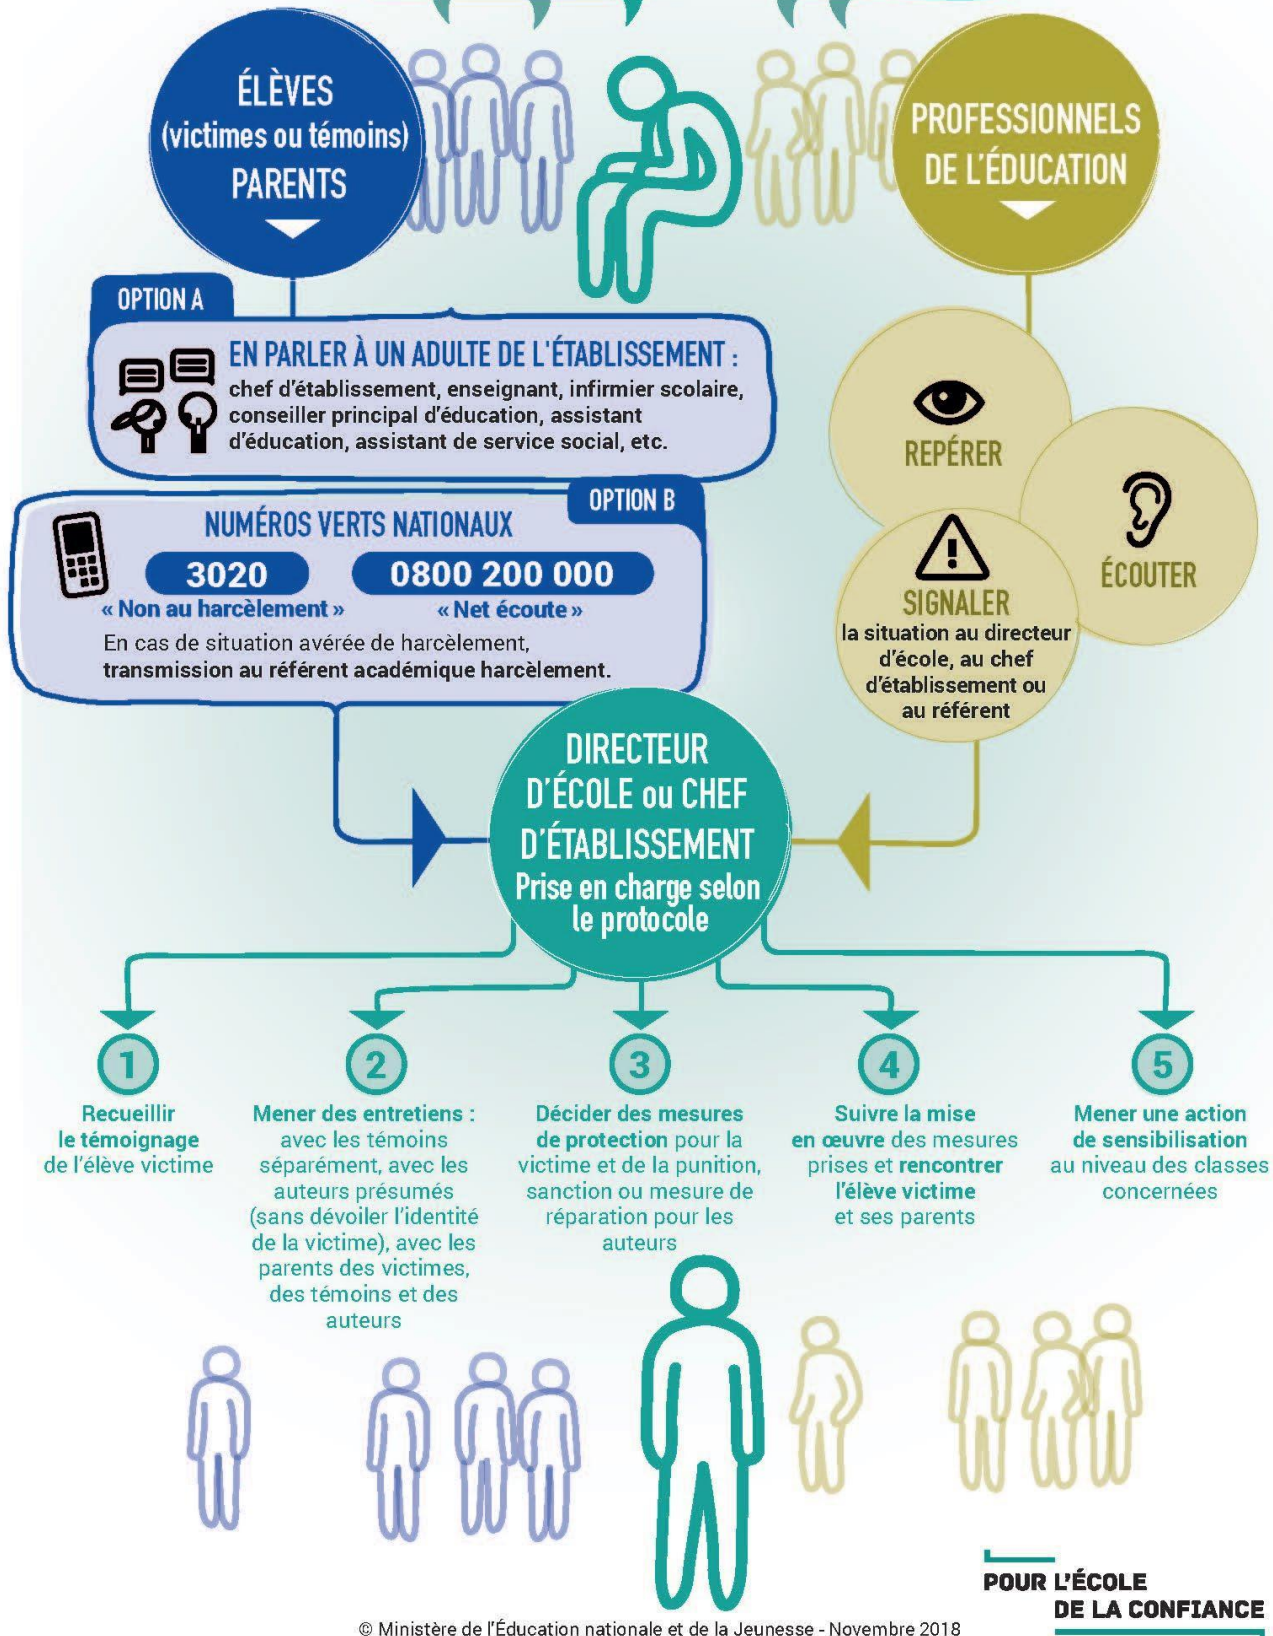 ÉLÈVES
(victimes ou témoins)
PARENTS
PROFESSIONNELS
DE L'ÉDUCATION
OPTION A
EN PARLER À UN ADULTE DE L'ÉTABLISSEMENT :
chef d'établissement, enseignant, infirmier scolaire,
conseiller principal d'éducation, assistant
d'éducation, assistant de service social, etc.
OPTION B
NUMÉROS VERTS NATIONAUX
3020
« Non au harcèlement »
0800 200 000
« Net écoute »
En cas de situation avérée de harcèlement,
transmission au référent académique harcèlement.
REPÉRER
ÉCOUTER
SIGNALER
la situation au directeur
d'école, au chef
d'établissement ou
au référent
DIRECTEUR
D'ÉCOLE ou CHEF
D'ÉTABLISSEMENT
Prise en charge selon
le protocole
1
Recueillir
le témoignage
de l'élève victime
2
Mener des entretiens :
avec les témoins
séparément, avec les
auteurs présumés
(sans dévoiler l'identité
de la victime), avec les
parents des victimes,
des témoins et des
auteurs
3
Décider des mesures
de protection pour la
victime et de la punition,
sanction ou mesure de
réparation pour les
auteurs
4
Suivre la mise
en œuvre des mesures
prises et rencontrer
l'élève victime
et ses parents
5
Mener une action
de sensibilisation
au niveau des classes
concernées
POUR L'ÉCOLE
DE LA CONFIANCE
© Ministère de l'Éducation nationale et de la Jeunesse - Novembre 2018